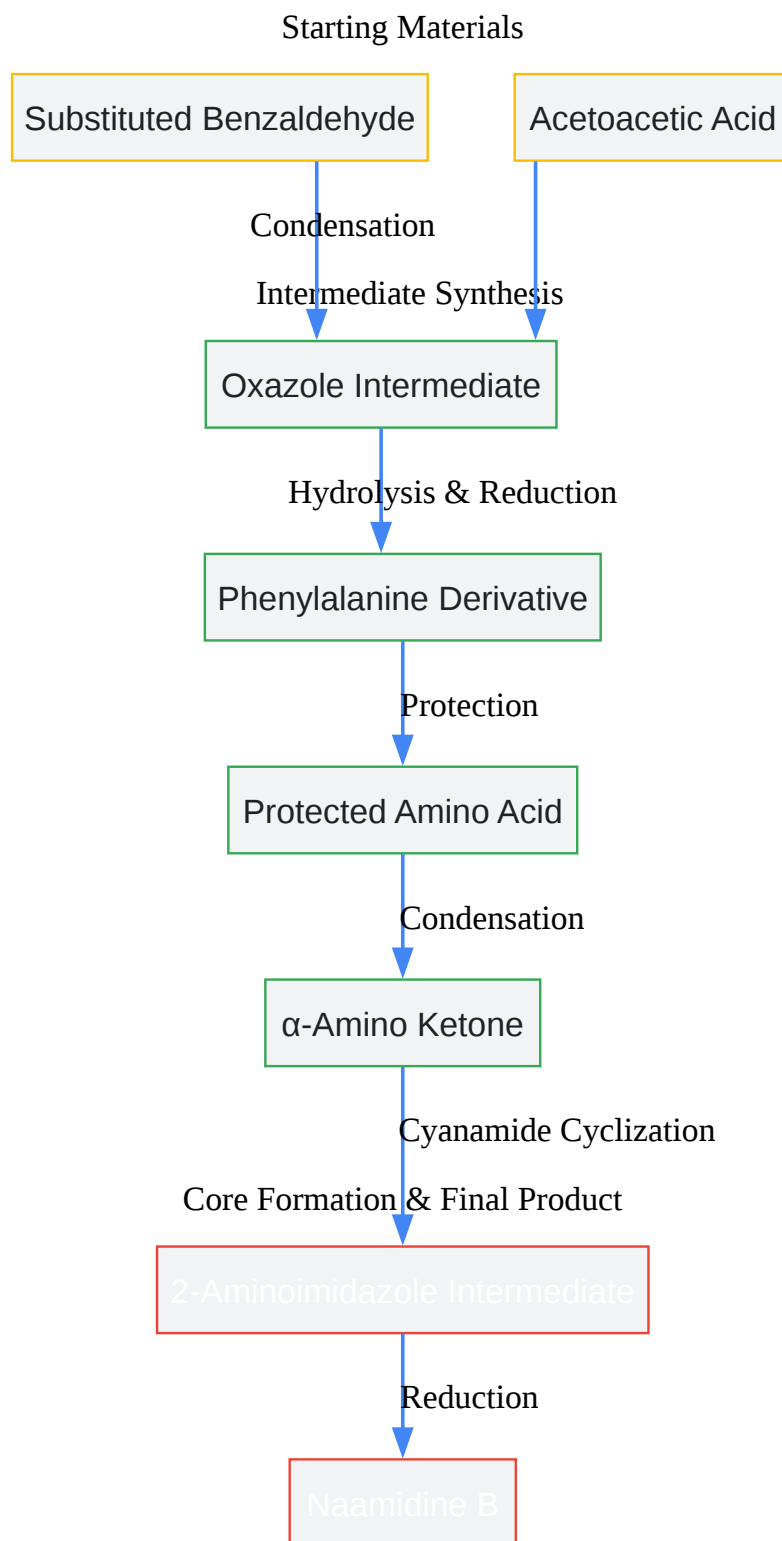 Starting Materials
Substituted Benzaldehyde
Acetoacetic Acid
Condensation
Intermediate Synthesis
Oxazole Intermediate
Hydrolysis & Reduction
Phenylalanine Derivative
Protection
Protected Amino Acid
Condensation
α-Amino Ketone
Cyanamide Cyclization
Core Formation & Final Product
2-Aminoimidazole Intermediate
Reduction
Naamidine B